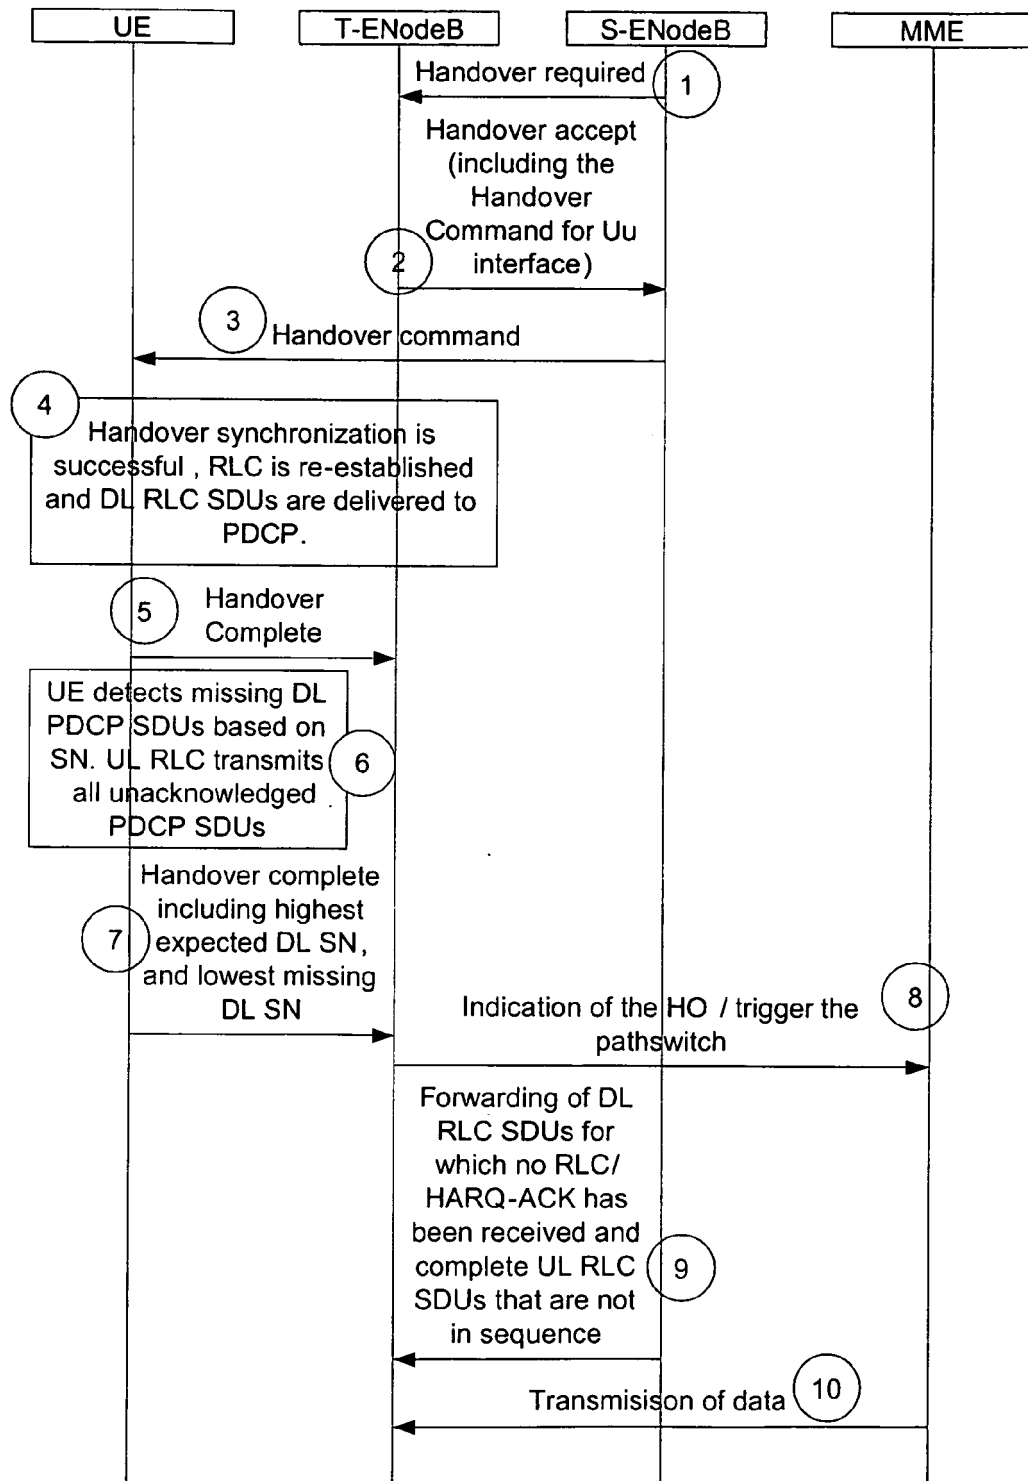 UE
T-ENodeB
S-ENodeB
MME
Handover required
1
Handover accept
(including the
Handover
Command for Uu
interface)
2
3
Handover command
4
Handover synchronization is
successful , RLC is re-established
and DL RLC SDUs are delivered to
PDCP.
5
Handover
Complete
UE detects missing DL
PDCP SDUs based on
SN. UL RLC transmits
all unacknowledged
PDCP SDUs
6
Handover complete
including highest
expected DL SN,
and lowest missing
DL SN
7
8
Indication of the HO / trigger the
pathswitch
Forwarding of DL
RLC SDUs for
which no RLC/
HARQ-ACK has
been received and
complete UL RLC
SDUs that are not
in sequence
9
Transmisison of data
10